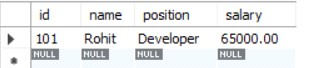 id name position salary
101 Rohit Developer 65000.00
NULL NULL NULL NULL